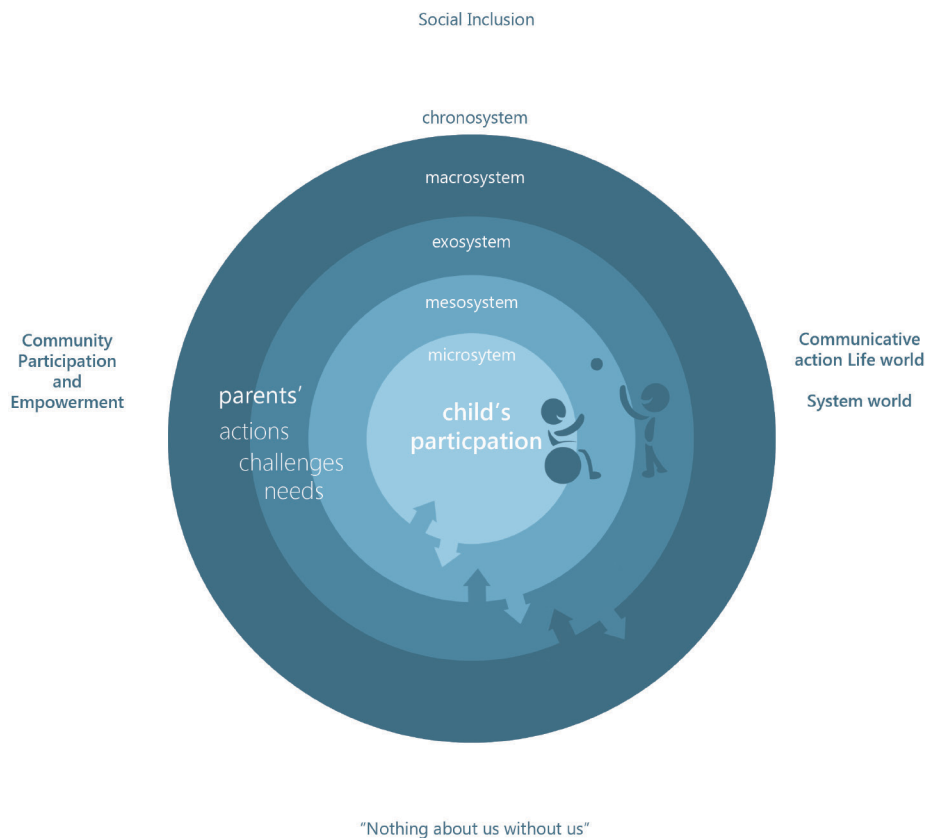 Social Inclusion
chronosystem
macrosystem
exosystem
mesosystem
microsytem
Community
Participation
and
Empowerment
parents’
actions
challenges
needs
child’s
particpation
Communicative
action Life world
System world
“Nothing about us without us”